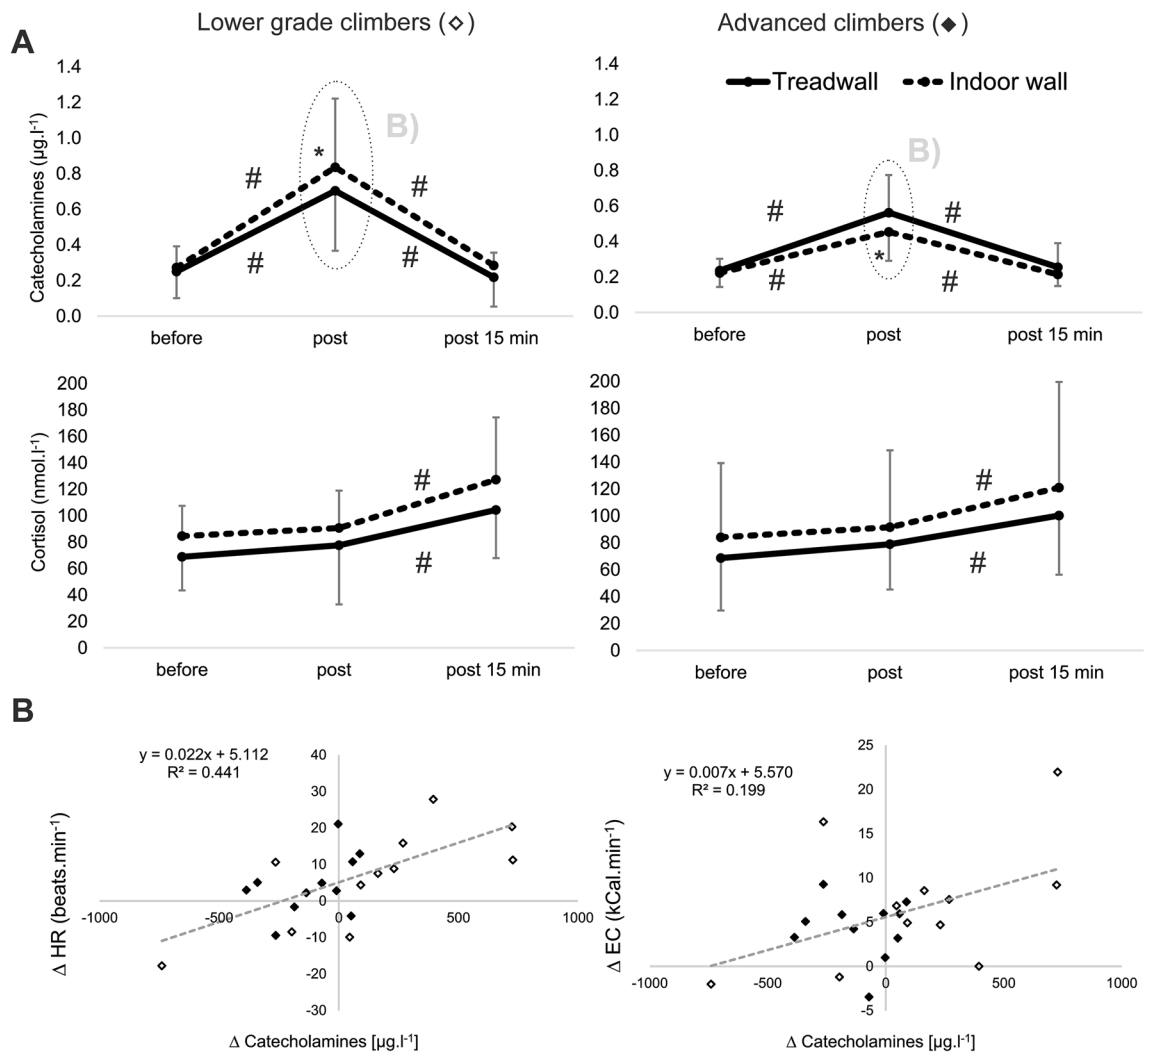 Lower grade climbers (◇)
Advanced climbers (◆)
A
Catecholamines (µg.l-1)
1.4
1.2
1.0
0.8
0.6
0.4
0.2
0.0
B)
*
#
#
#
#
before
post
post 15 min
1.4
1.2
1.0
0.8
0.6
0.4
0.2
0.0
Treadwall
Indoor wall
B)
*
#
#
#
#
before
post
post 15 min
Cortisol (nmol.l-1)
200
180
160
140
120
100
80
60
40
20
0
#
#
before
post
post 15 min
200
180
160
140
120
100
80
60
40
20
0
#
#
before
post
post 15 min
B
y = 0.022x + 5.112
R² = 0.441
Δ HR (beats.min-1)
40
30
20
10
0
-10
-20
-30
-1000
-500
0
500
1000
Δ Catecholamines [µg.l-1]
y = 0.007x + 5.570
R² = 0.199
Δ EC (kCal.min-1)
25
20
15
10
5
0
-5
-1000
-500
0
500
1000
Δ Catecholamines [µg.l-1]